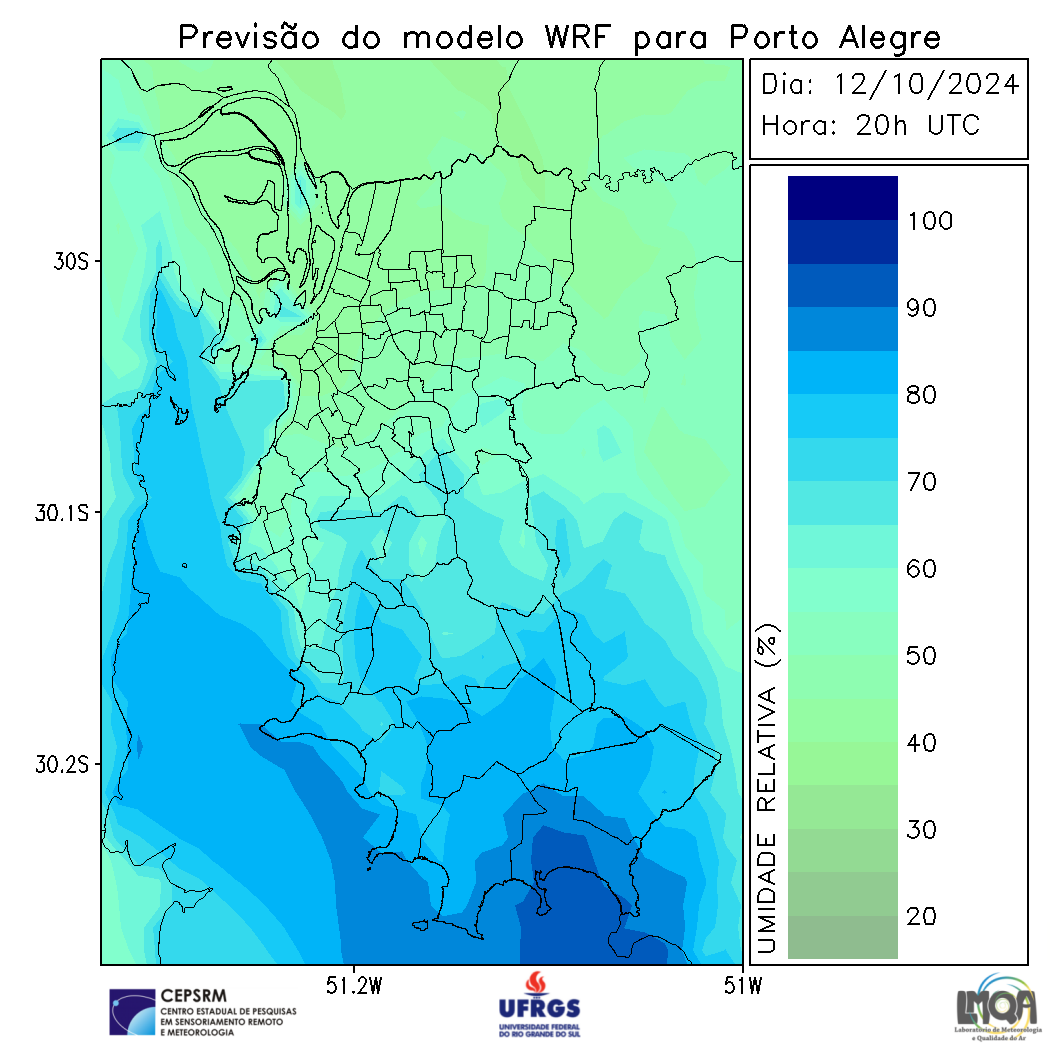 Previsão do modelo WRF para Porto Alegre
Dia: 12/10/2024
Hora: 20h UTC
30S
30.1S
30.2S
51.2W
51W
UMIDADE RELATIVA (%)
100
90
80
70
60
50
40
30
20
CEPSRM
CENTRO ESTADUAL DE PESQUISAS
EM SENSORIAMENTO REMOTO
E METEOROLOGIA
UFRGS
UNIVERSIDADE FEDERAL
DO RIO GRANDE DO SUL
LMQA
Laboratório de Meteorologia
e Qualidade do Ar